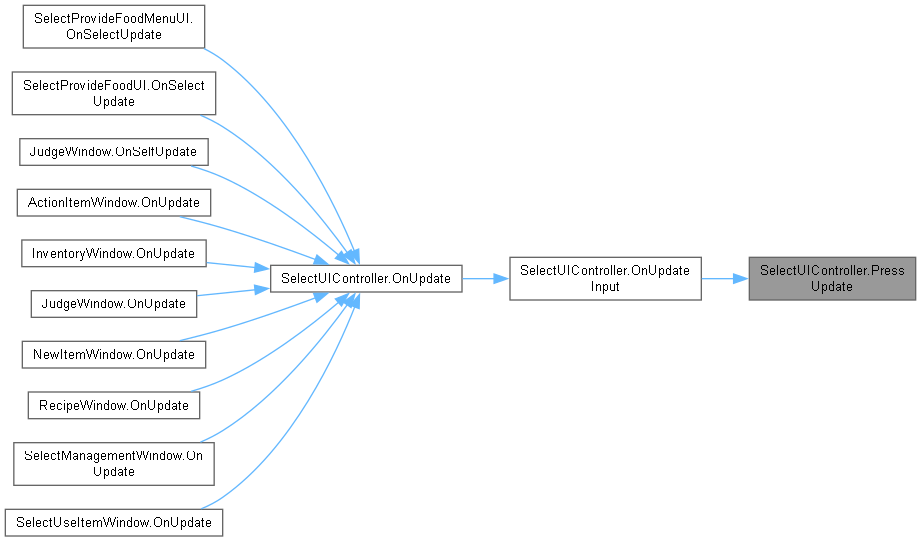 SelectProvideFoodMenuUI.
OnSelectUpdate
SelectProvideFoodUI.OnSelect
Update
JudgeWindow.OnSelfUpdate
ActionItemWindow.OnUpdate
InventoryWindow.OnUpdate
JudgeWindow.OnUpdate
NewItemWindow.OnUpdate
RecipeWindow.OnUpdate
SelectManagementWindow.On
Update
SelectUseItemWindow.OnUpdate
SelectUIController.OnUpdate
SelectUIController.OnUpdate
Input
SelectUIController.Press
Update